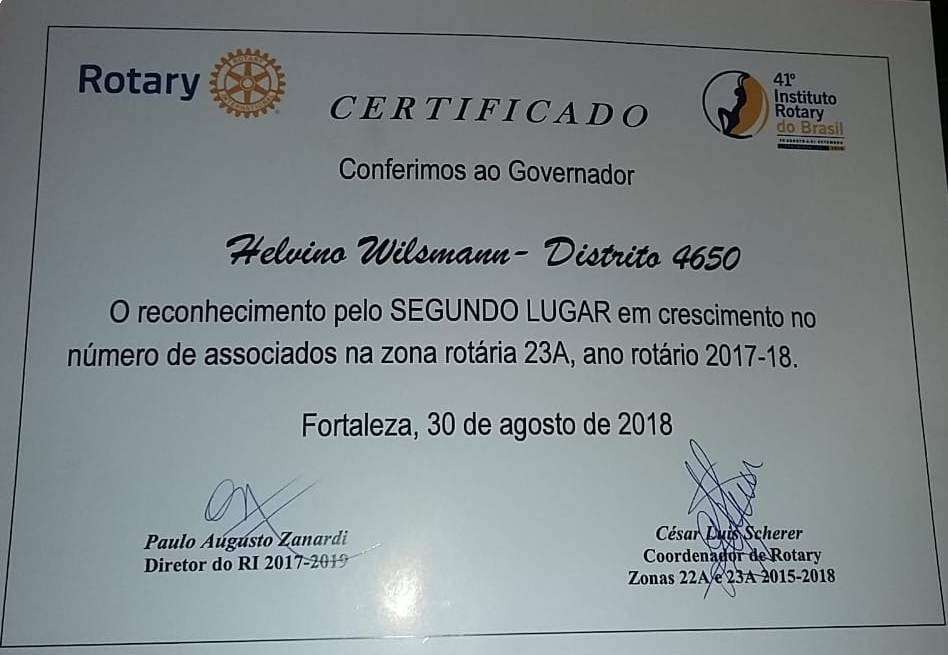 Rotary
CERTIFICADO
41º
Instituto
Rotary
do Brasil
Conferimos ao Governador
Helvino Wilsmann- Distrito 4650
O reconhecimento pelo SEGUNDO LUGAR em crescimento no
número de associados na zona rotária 23A, ano rotário 2017-18.
Fortaleza, 30 de agosto de 2018
Paulo Augusto Zanardi
Diretor do RI 2017-2019
César Luis Scherer
Coordenador de Rotary
Zonas 22A e 23A 2015-2018